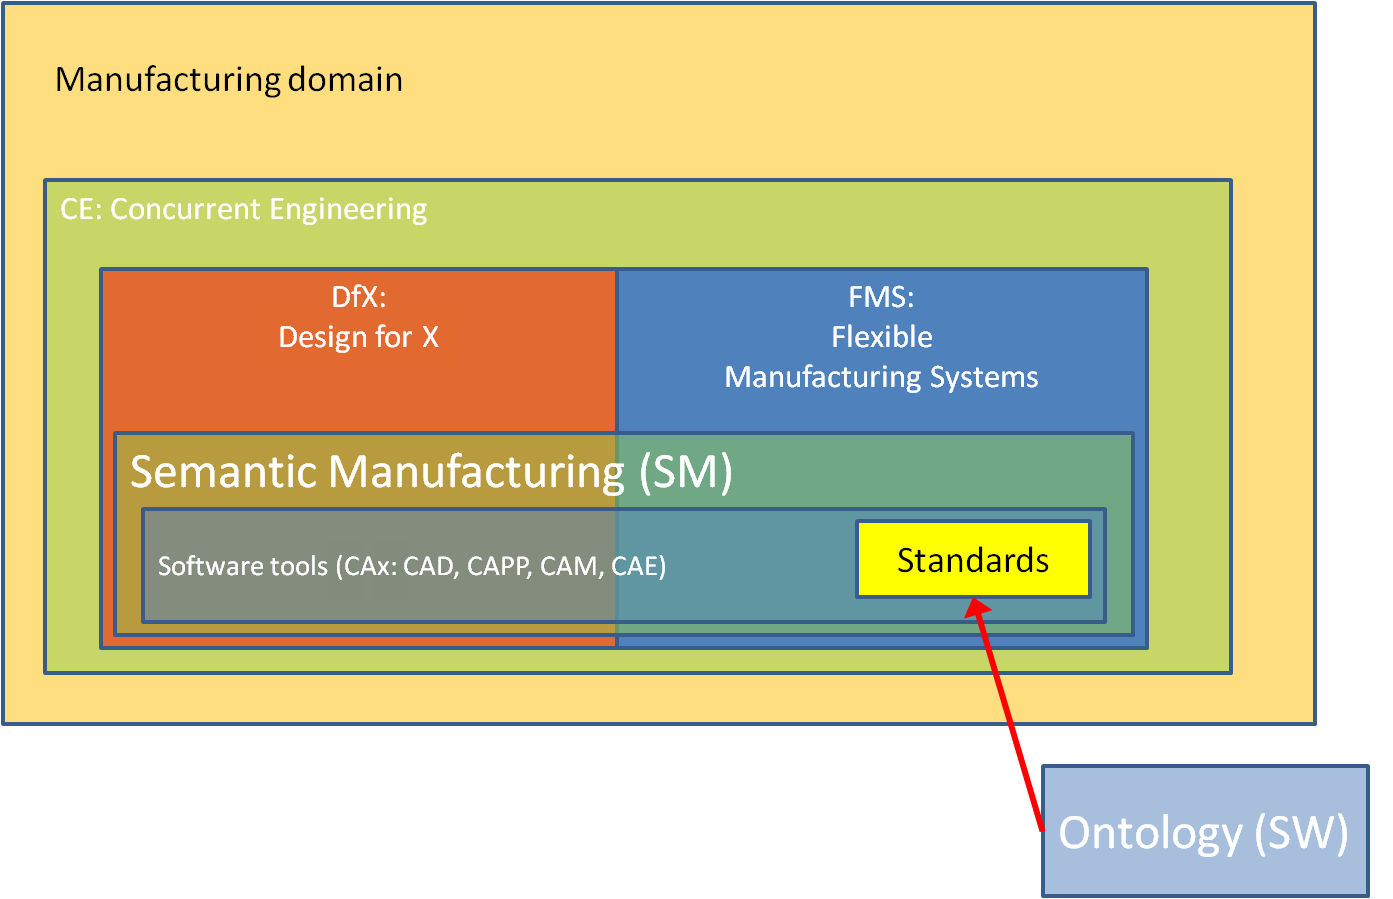 Manufacturing domain
CE: Concurrent Engineering
DfX:
Design for X
FMS:
Flexible
Manufacturing Systems
Semantic Manufacturing (SM)
Software tools (CAx: CAD, CAPP, CAM, CAE)
Standards
Ontology (SW)